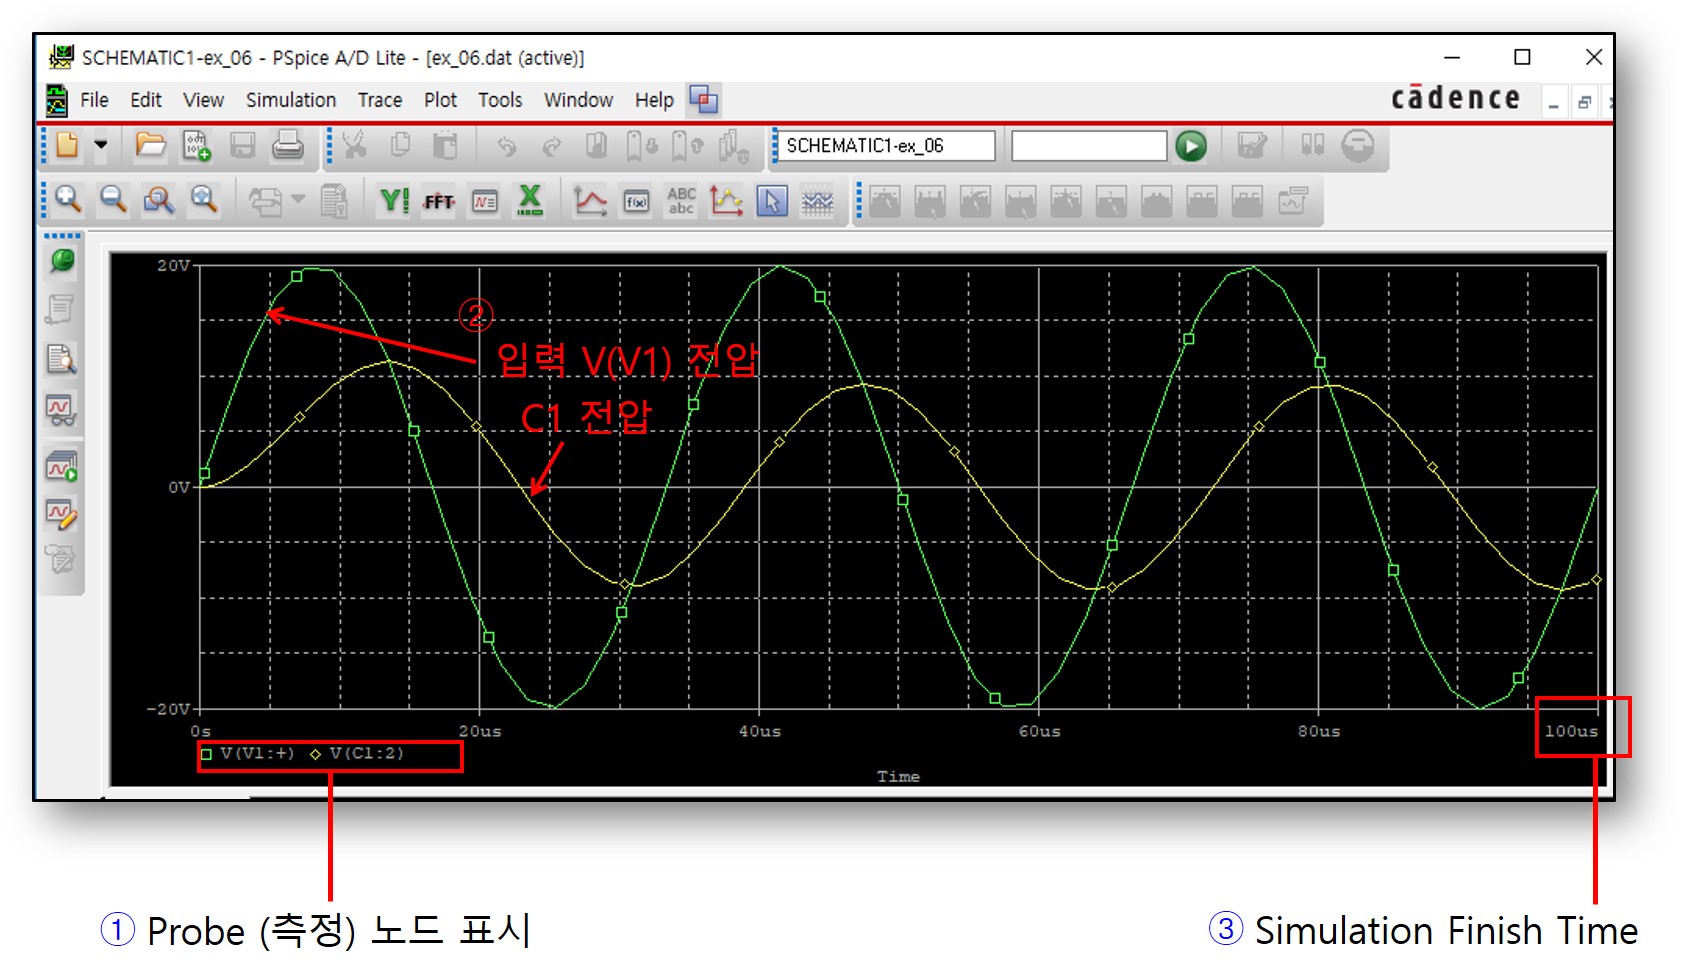 SCHEMATIC1-ex_06 - PSpice A/D Lite - [ex_06.dat (active)]
File Edit View Simulation Trace Plot Tools Window Help
cādence
SCHEMATIC1-ex_06
FFT
ABC
abc
20V
0V
-20V
②
입력 V(V1) 전압
C1 전압
0s 20us 40us 60us 80us 100us
V(V1:+) V(C1:2)
Time
① Probe (측정) 노드 표시
③ Simulation Finish Time